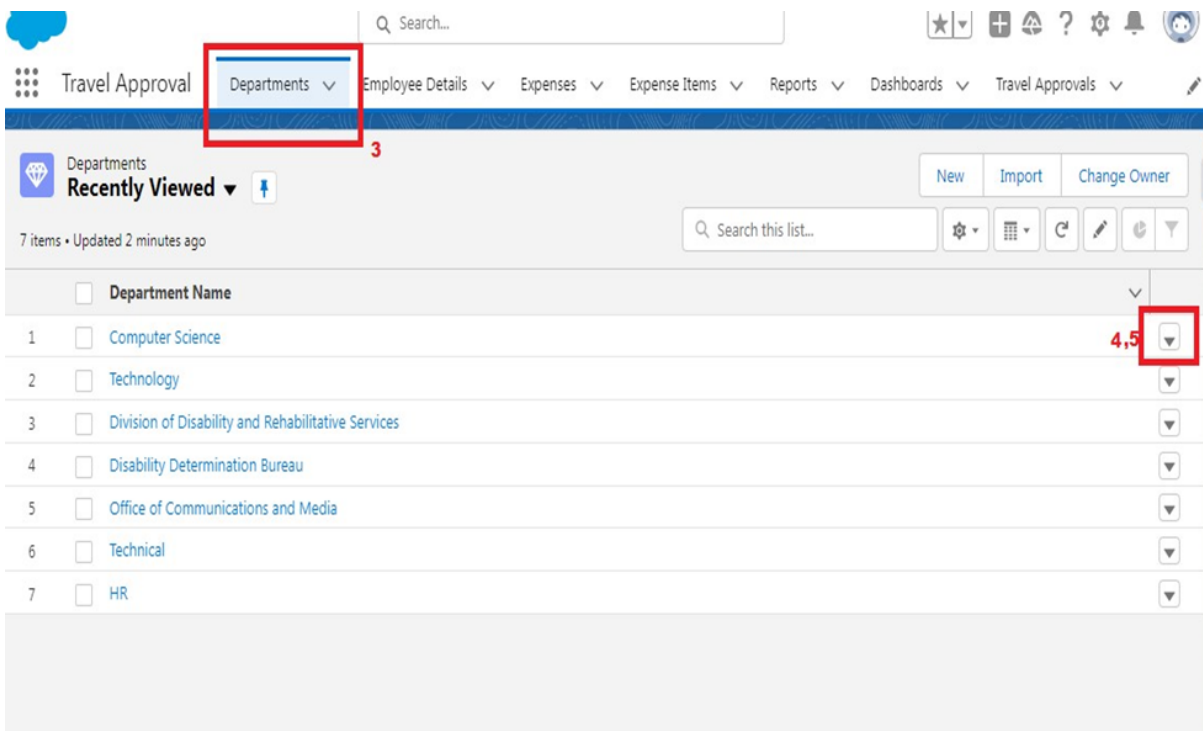 Search...
Travel Approval Departments Employee Details Expenses Expense Items Reports Dashboards Travel Approvals
3
Departments
Recently Viewed
New Import Change Owner
7 items • Updated 2 minutes ago
Search this list...
Department Name
1 Computer Science 4,5
2 Technology
3 Division of Disability and Rehabilitative Services
4 Disability Determination Bureau
5 Office of Communications and Media
6 Technical
7 HR